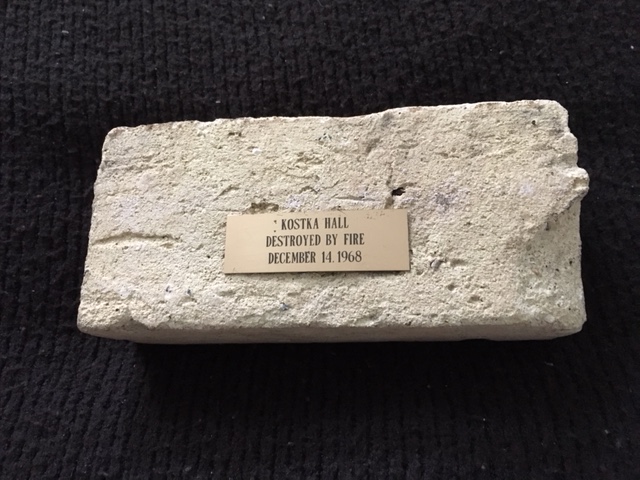 KOSTKA HALL
DESTROYED BY FIRE
DECEMBER 14, 1968